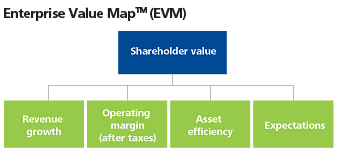 Enterprise Value Map™ (EVM)
Shareholder value
Revenue
growth
Operating
margin
(after taxes)
Asset
efficiency
Expectations